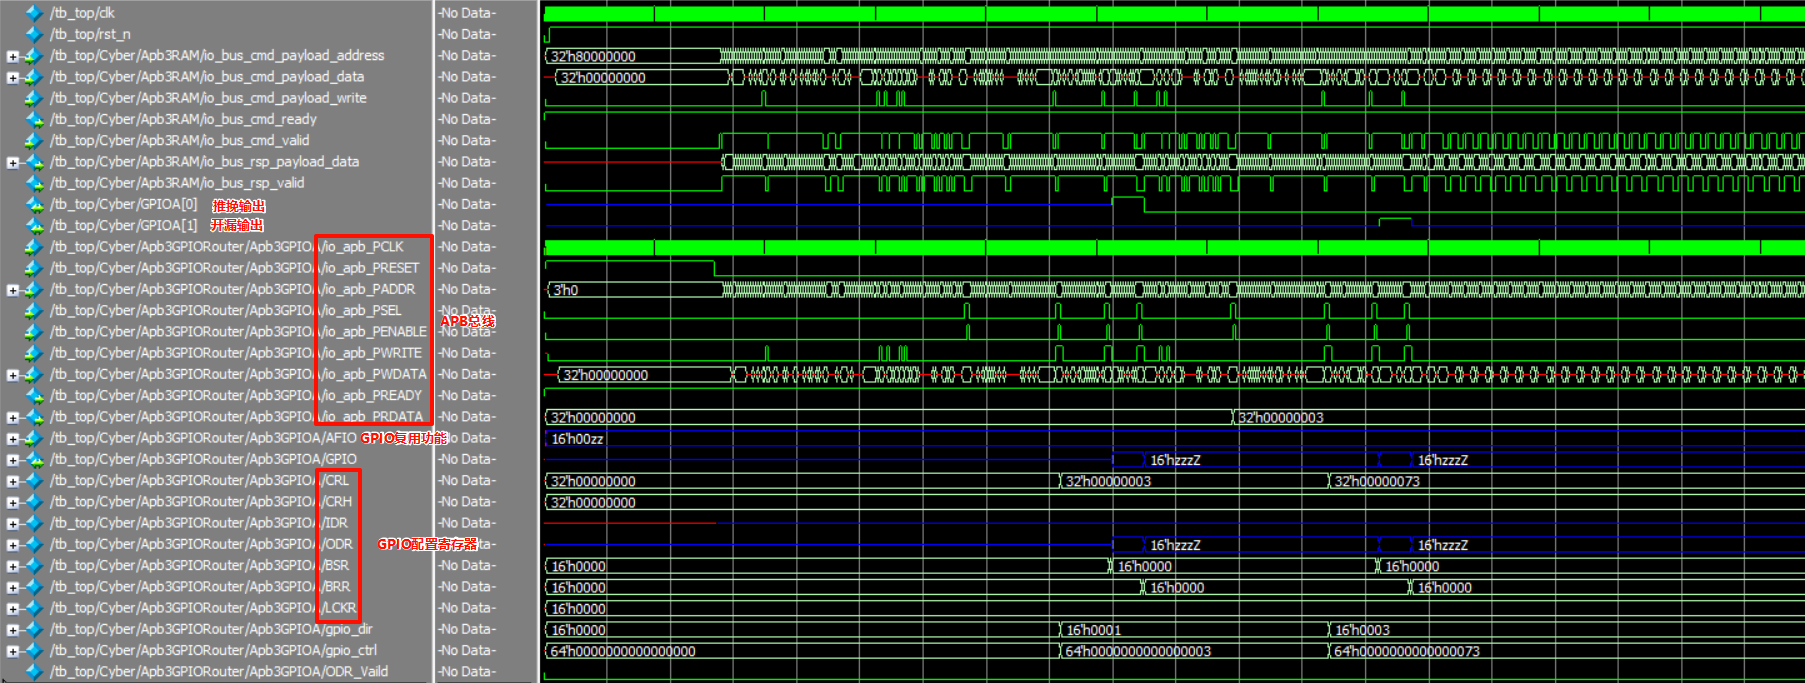 /tb_top/clk -No Data-
/tb_top/rst_n -No Data-
/tb_top/Cyber/Apb3RAM/io_bus_cmd_payload_address -No Data- 32'h80000000
/tb_top/Cyber/Apb3RAM/io_bus_cmd_payload_data -No Data- 32'h00000000
/tb_top/Cyber/Apb3RAM/io_bus_cmd_payload_write -No Data-
/tb_top/Cyber/Apb3RAM/io_bus_cmd_ready -No Data-
/tb_top/Cyber/Apb3RAM/io_bus_cmd_valid -No Data-
/tb_top/Cyber/Apb3RAM/io_bus_rsp_payload_data -No Data-
/tb_top/Cyber/Apb3RAM/io_bus_rsp_valid -No Data-
/tb_top/Cyber/GPIOA[0] 推挽输出 -No Data-
/tb_top/Cyber/GPIOA[1] 开漏输出 -No Data-
/tb_top/Cyber/Apb3GPIORouter/Apb3GPIOA/io_apb_PCLK -No Data-
/tb_top/Cyber/Apb3GPIORouter/Apb3GPIOA/io_apb_PRESET -No Data-
/tb_top/Cyber/Apb3GPIORouter/Apb3GPIOA/io_apb_PADDR -No Data- 3'h0
/tb_top/Cyber/Apb3GPIORouter/Apb3GPIOA/io_apb_PSEL -No Data-
APB总线
/tb_top/Cyber/Apb3GPIORouter/Apb3GPIOA/io_apb_PENABLE -No Data-
/tb_top/Cyber/Apb3GPIORouter/Apb3GPIOA/io_apb_PWRITE -No Data-
/tb_top/Cyber/Apb3GPIORouter/Apb3GPIOA/io_apb_PWDATA -No Data- 32'h00000000
/tb_top/Cyber/Apb3GPIORouter/Apb3GPIOA/io_apb_PREADY -No Data-
/tb_top/Cyber/Apb3GPIORouter/Apb3GPIOA/io_apb_PRDATA -No Data- 32'h00000000 32'h00000003
/tb_top/Cyber/Apb3GPIORouter/Apb3GPIOA/AFIO GPIO复用功能 -No Data- 16'h00zz
/tb_top/Cyber/Apb3GPIORouter/Apb3GPIOA/GPIO -No Data- 16'hzzzZ 16'hzzzZ
/tb_top/Cyber/Apb3GPIORouter/Apb3GPIOA/CRL -No Data- 32'h00000000 32'h00000003 32'h00000073
/tb_top/Cyber/Apb3GPIORouter/Apb3GPIOA/CRH -No Data- 32'h00000000
/tb_top/Cyber/Apb3GPIORouter/Apb3GPIOA/IDR -No Data-
/tb_top/Cyber/Apb3GPIORouter/Apb3GPIOA/ODR GPIO配置寄存器 -No Data- 16'hzzzZ 16'hzzzZ
/tb_top/Cyber/Apb3GPIORouter/Apb3GPIOA/BSR -No Data- 16'h0000 16'h0000 16'h0000
/tb_top/Cyber/Apb3GPIORouter/Apb3GPIOA/BRR -No Data- 16'h0000 16'h0000 16'h0000
/tb_top/Cyber/Apb3GPIORouter/Apb3GPIOA/LCKR -No Data- 16'h0000
/tb_top/Cyber/Apb3GPIORouter/Apb3GPIOA/gpio_dir -No Data- 16'h0000 16'h0001 16'h0003
/tb_top/Cyber/Apb3GPIORouter/Apb3GPIOA/gpio_ctrl -No Data- 64'h0000000000000000 64'h0000000000000003 64'h0000000000000073
/tb_top/Cyber/Apb3GPIORouter/Apb3GPIOA/ODR_Vaild -No Data-